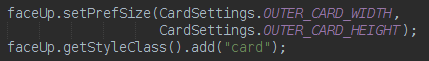 faceUp.setPrefSize(CardSettings.OUTER_CARD_WIDTH,
                   CardSettings.OUTER_CARD_HEIGHT);
faceUp.getStyleClass().add("card");